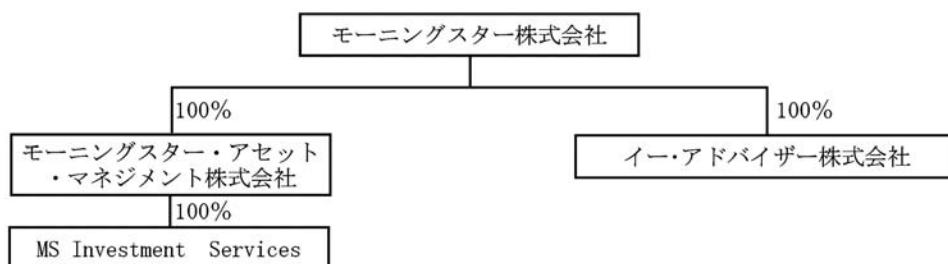 モーニングスター株式会社
100%
100%
モーニングスター・アセット
・マネジメント株式会社
イー・アドバイザー株式会社
100%
MS Investment Services